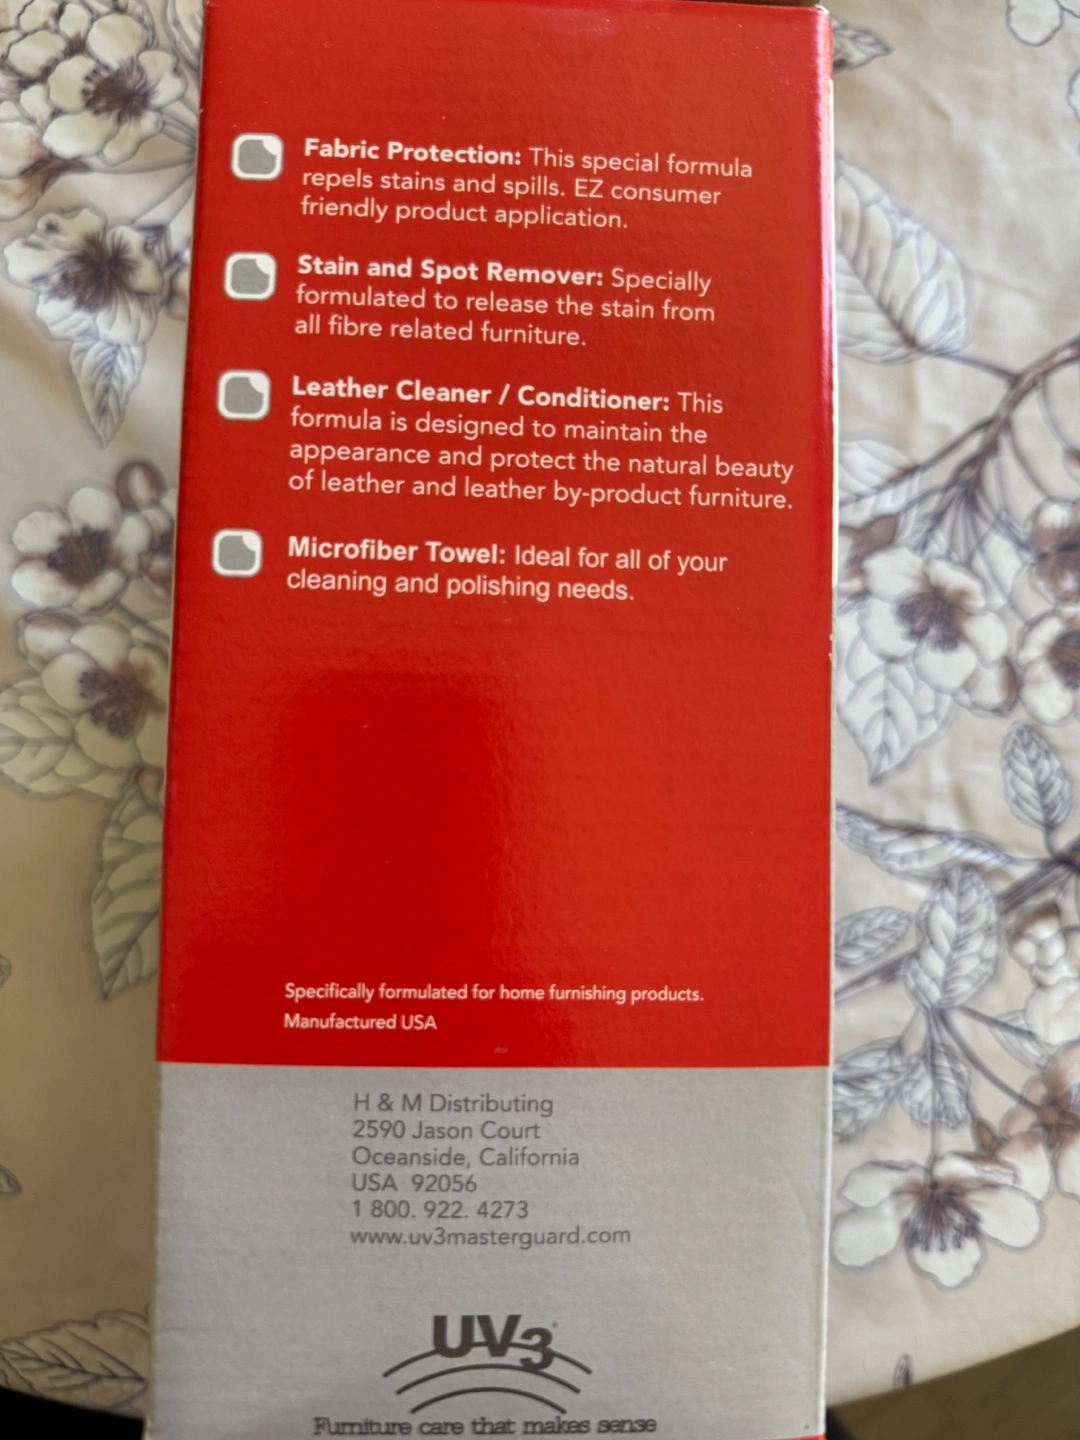 Fabric Protection: This special formula
repels stains and spills. EZ consumer
friendly product application.
Stain and Spot Remover: Specially
formulated to release the stain from
all fibre related furniture.
Leather Cleaner / Conditioner: This
formula is designed to maintain the
appearance and protect the natural beauty
of leather and leather by-product furniture.
Microfiber Towel: Ideal for all of your
cleaning and polishing needs.
Specifically formulated for home furnishing products.
Manufactured USA
H & M Distributing
2590 Jason Court
Oceanside, California
USA 92056
1 800. 922. 4273
www.uv3masterguard.com
UV3
Furniture care that makes sense